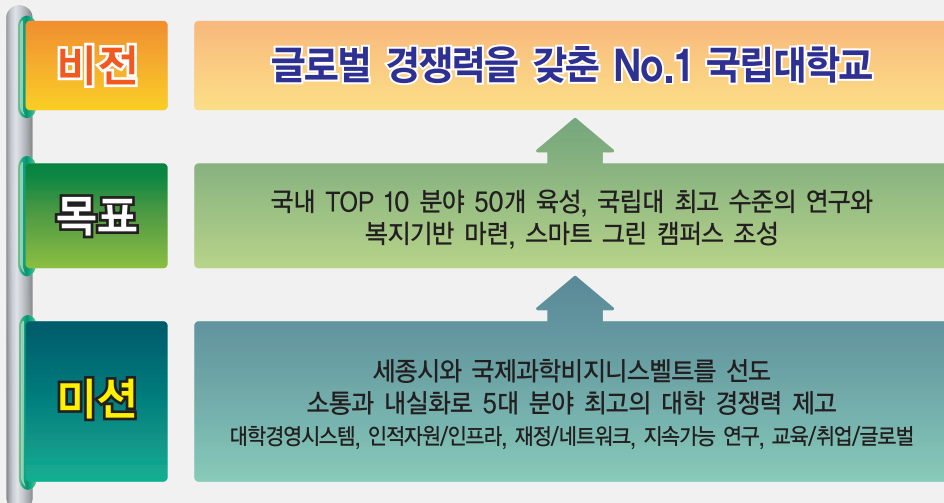 비전
글로벌 경쟁력을 갖춘 No.1 국립대학교
목표
국내 TOP 10 분야 50개 육성, 국립대 최고 수준의 연구와
복지기반 마련, 스마트 그린 캠퍼스 조성
미션
세종시와 국제과학비지니스벨트를 선도
소통과 내실화로 5대 분야 최고의 대학 경쟁력 제고
대학경영시스템, 인적자원/인프라, 재정/네트워크, 지속가능 연구, 교육/취업/글로벌